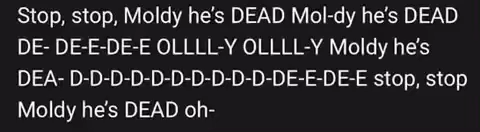 Stop, stop, Moldy he’s DEAD Mol-dy he’s DEAD
DE- DE-E-DE-E OLLLL-Y OLLLL-Y Moldy he’s
DEA- D-D-D-D-D-D-D-D-D-D-DE-E-DE-E stop, stop
Moldy he’s DEAD oh-